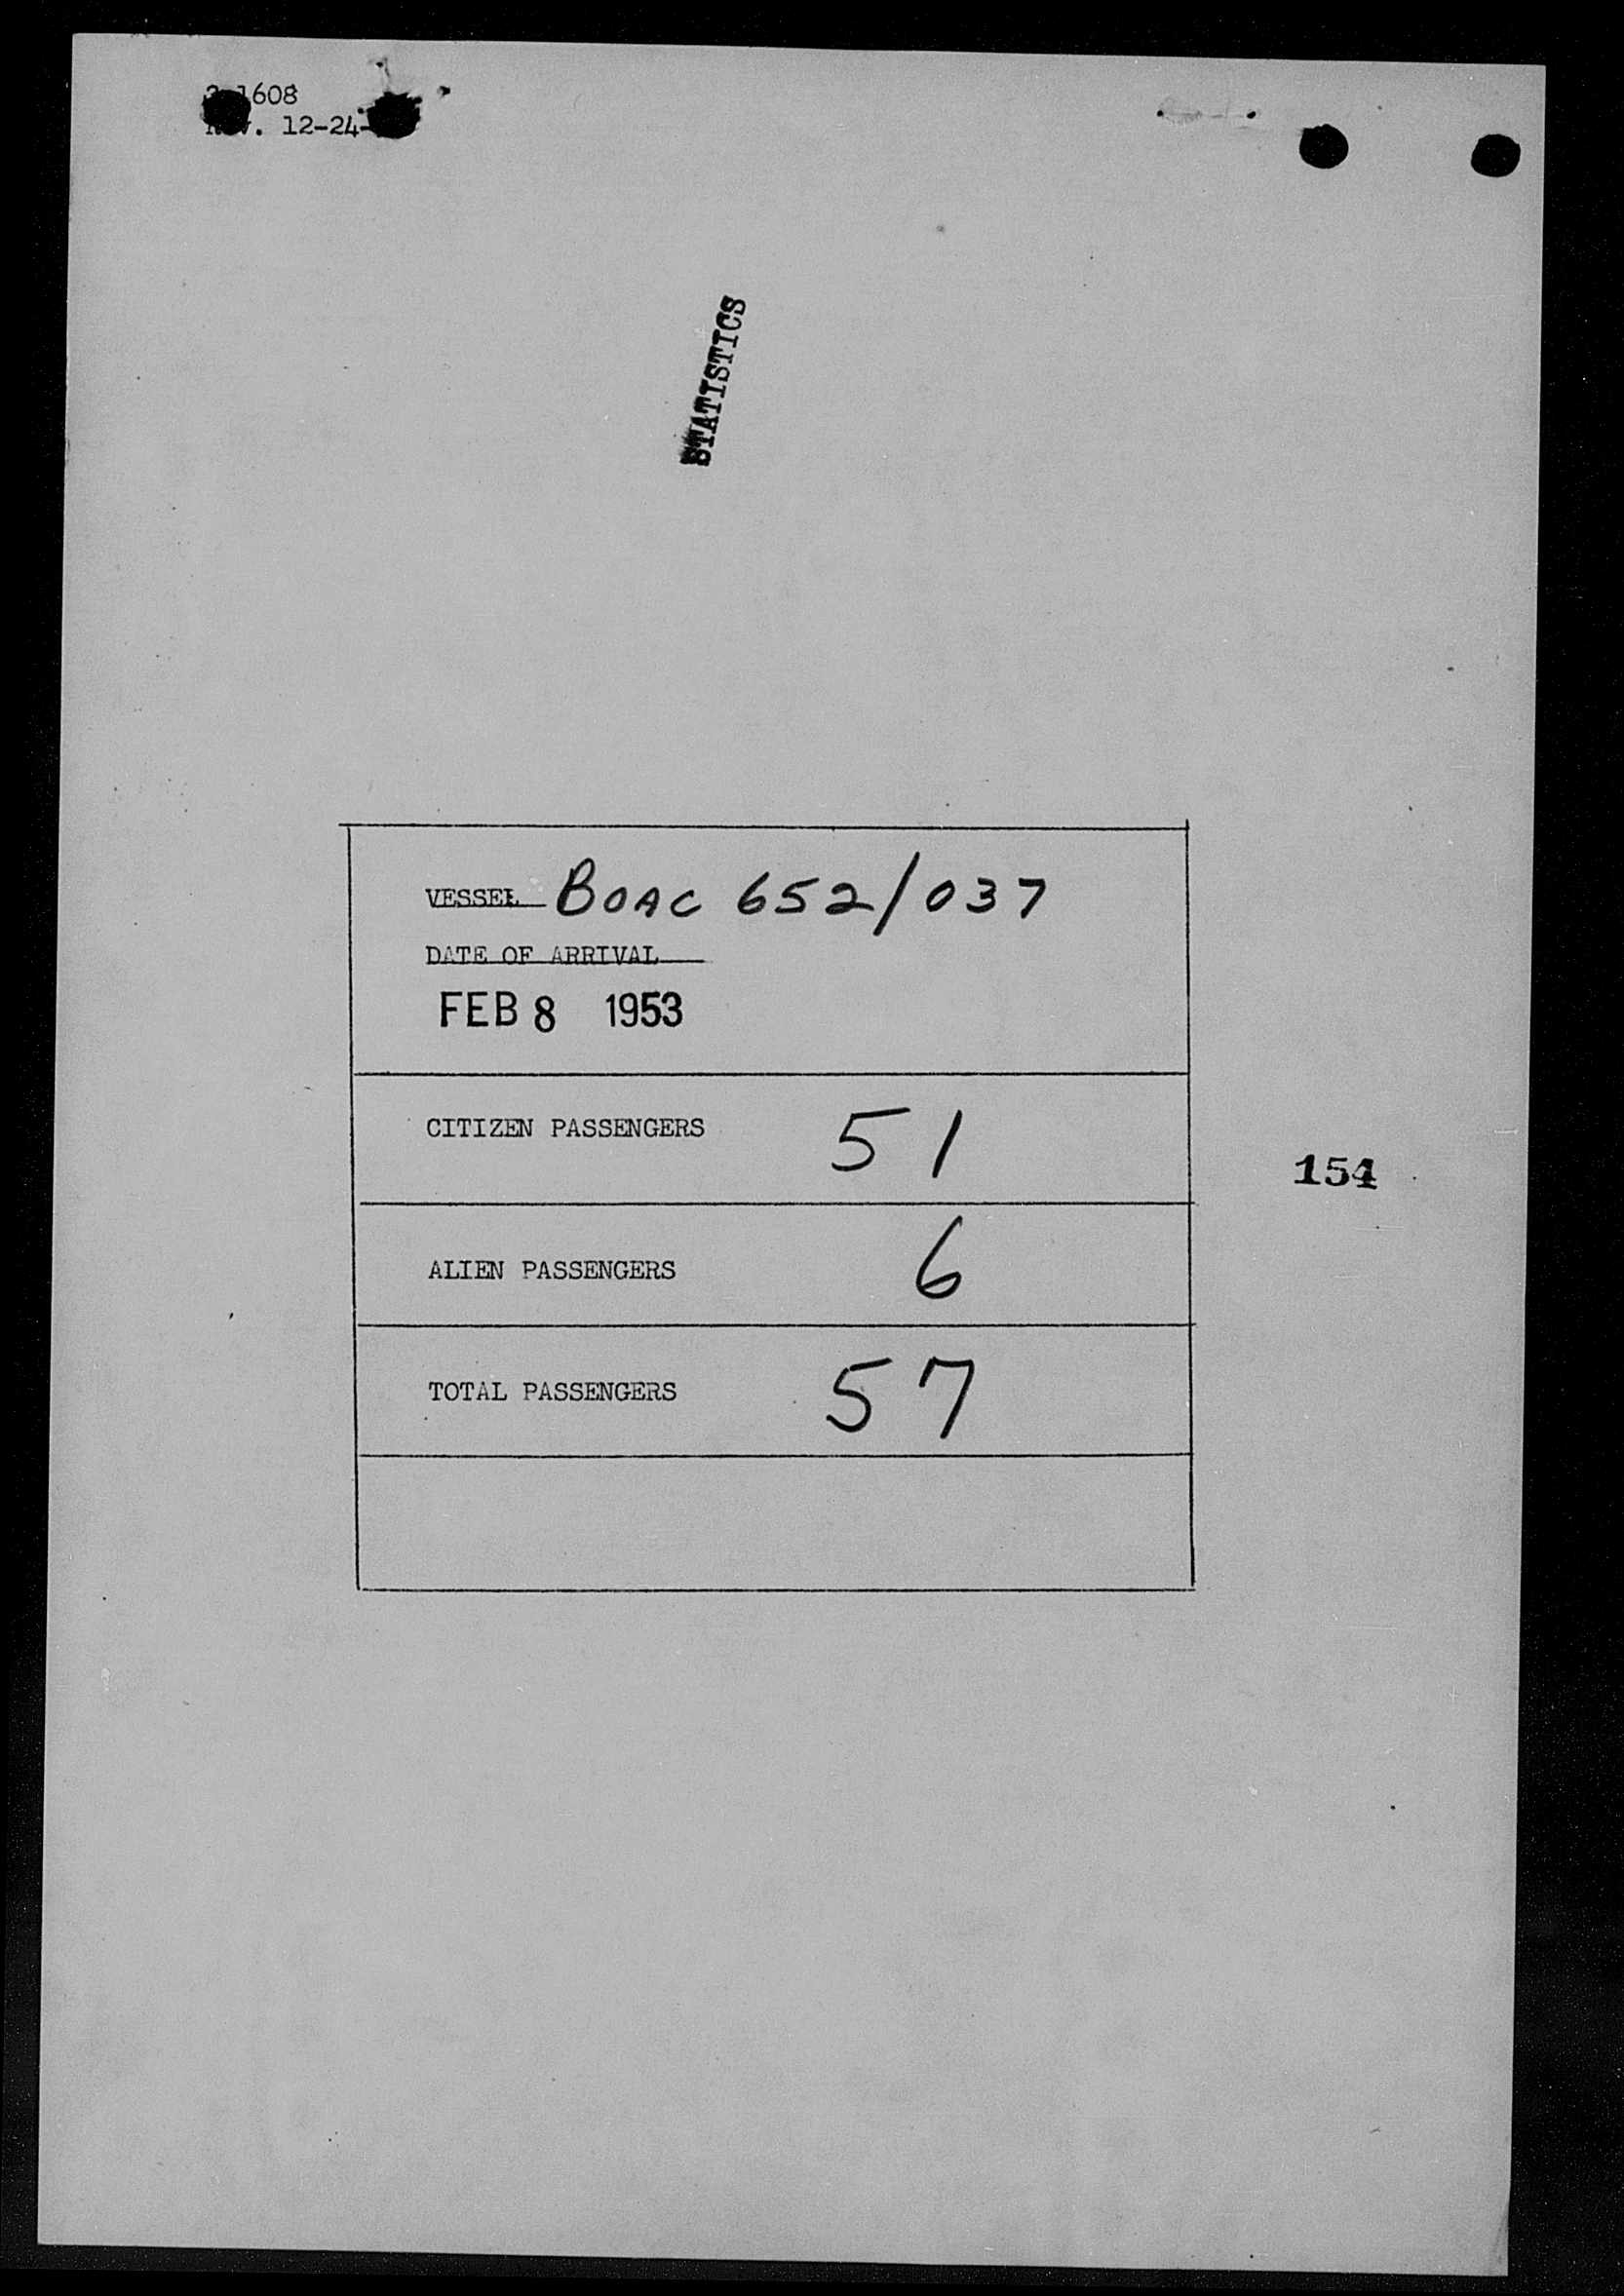 1608
12-24-
STATISTICS
VESSEL BOAC 652/037
DATE OF ARRIVAL
FEB 8 1953
CITIZEN PASSENGERS 51
154
ALIEN PASSENGERS 6
TOTAL PASSENGERS 57